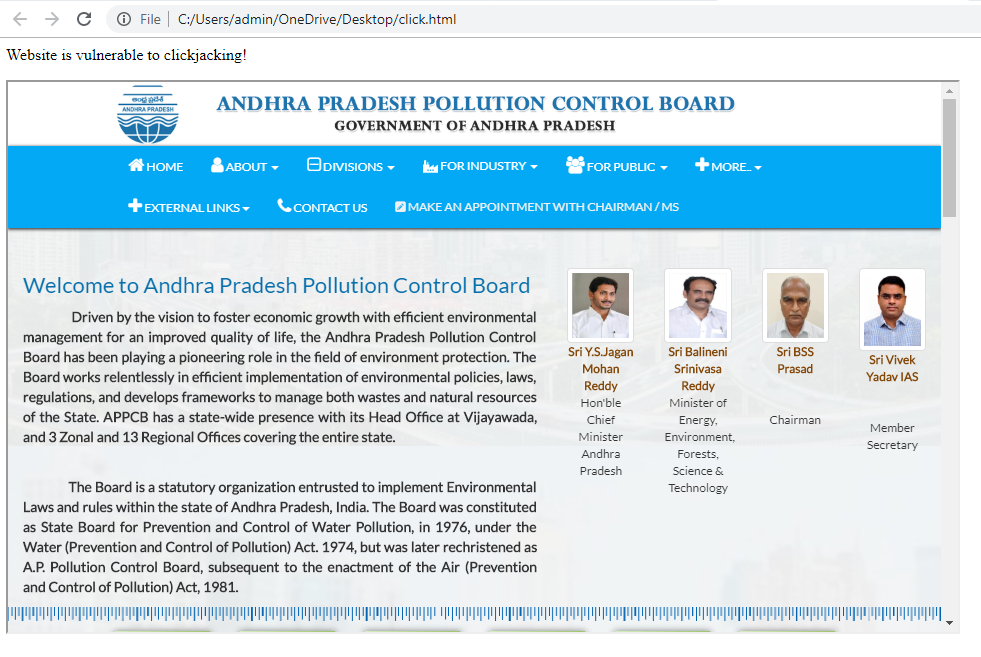 File | C:/Users/admin/OneDrive/Desktop/click.html
Website is vulnerable to clickjacking!
ఆంధ్ర ప్రదేశ్
ANDHRA PRADESH
ANDHRA PRADESH POLLUTION CONTROL BOARD
GOVERNMENT OF ANDHRA PRADESH
HOME ABOUT DIVISIONS FOR INDUSTRY FOR PUBLIC MORE..
EXTERNAL LINKS CONTACT US MAKE AN APPOINTMENT WITH CHAIRMAN / MS
Welcome to Andhra Pradesh Pollution Control Board
Driven by the vision to foster economic growth with efficient environmental
management for an improved quality of life, the Andhra Pradesh Pollution Control
Board has been playing a pioneering role in the field of environment protection. The
Board works relentlessly in efficient implementation of environmental policies, laws,
regulations, and develops frameworks to manage both wastes and natural resources
of the State. APPCB has a state-wide presence with its Head Office at Vijayawada,
and 3 Zonal and 13 Regional Offices covering the entire state.
The Board is a statutory organization entrusted to implement Environmental
Laws and rules within the state of Andhra Pradesh, India. The Board was constituted
as State Board for Prevention and Control of Water Pollution, in 1976, under the
Water (Prevention and Control of Pollution) Act. 1974, but was later rechristened as
A.P. Pollution Control Board, subsequent to the enactment of the Air (Prevention
and Control of Pollution) Act, 1981.
Sri Y.S.Jagan
Mohan
Reddy
Hon'ble
Chief
Minister
Andhra
Pradesh
Sri Balineni
Srinivasa
Reddy
Minister of
Energy,
Environment,
Forests,
Science &
Technology
Sri BSS
Prasad
Chairman
Sri Vivek
Yadav IAS
Member
Secretary